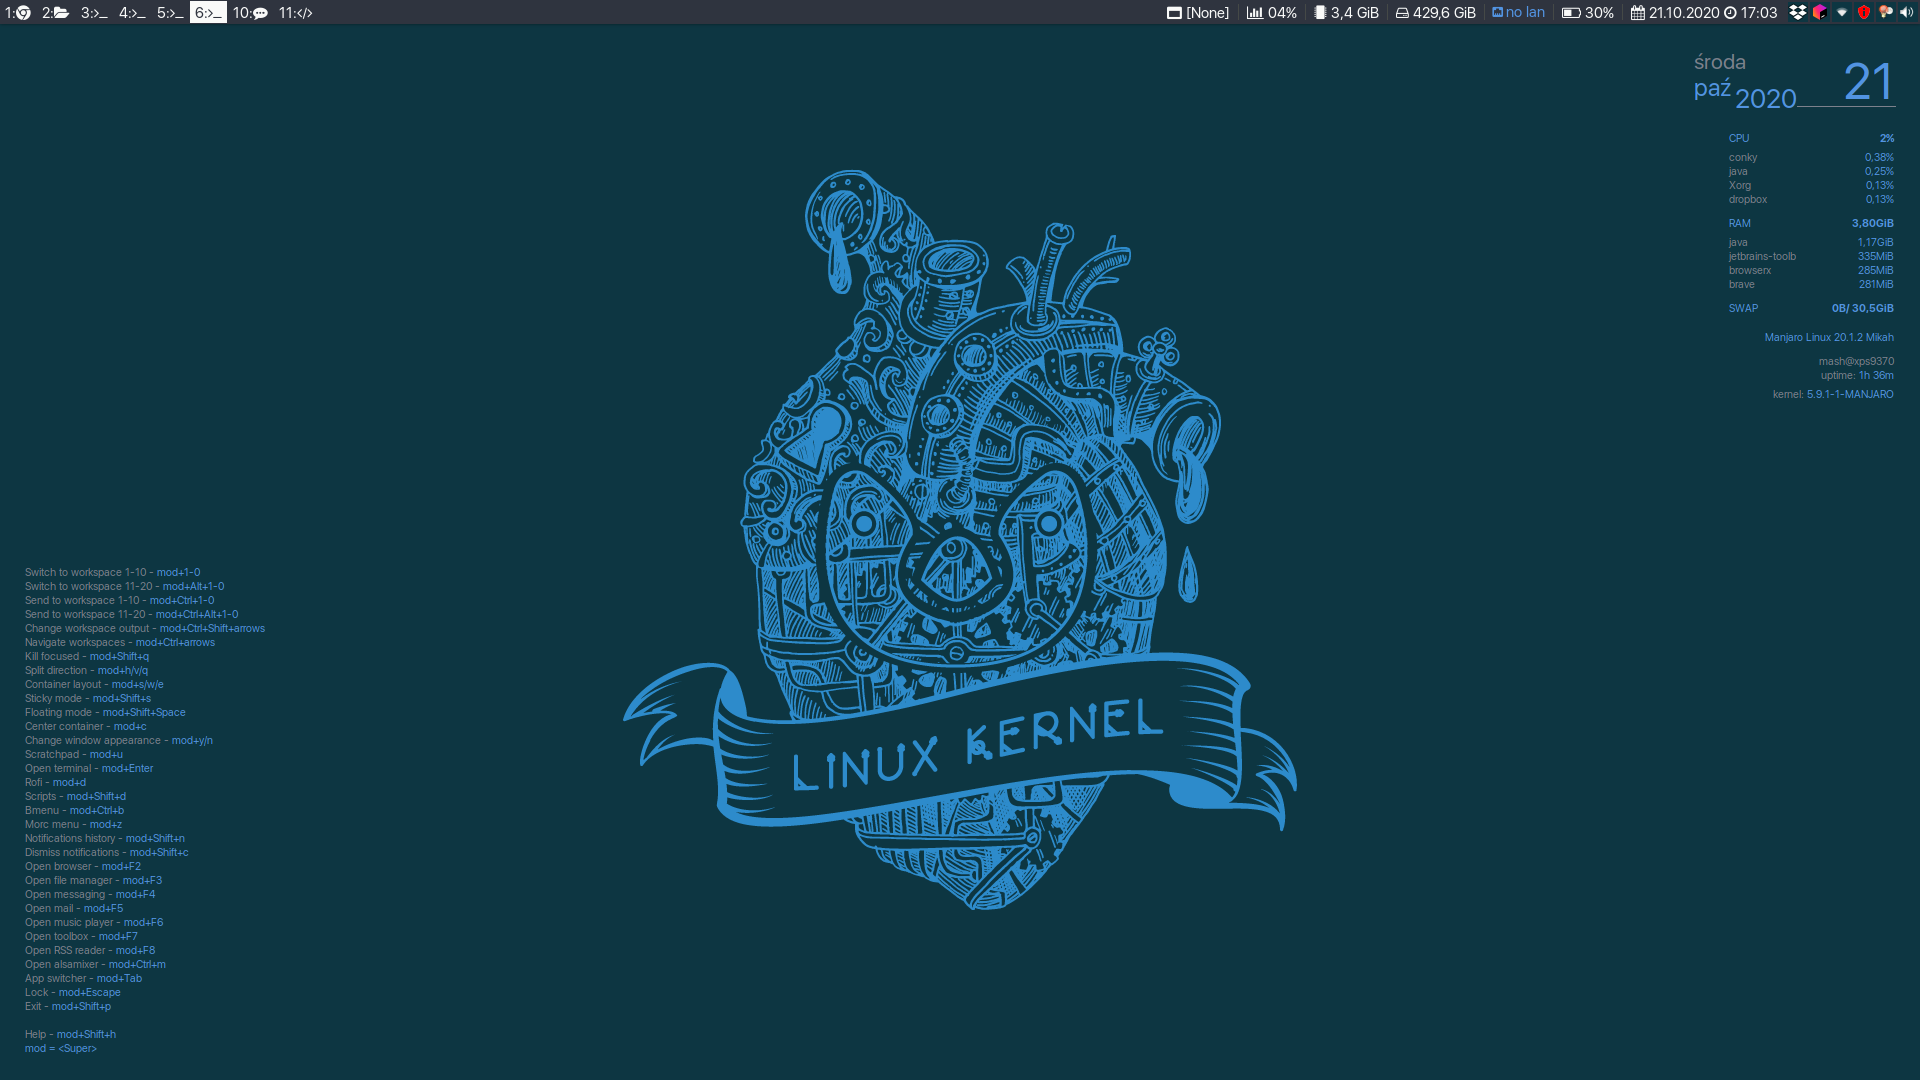 1: 2: 3:>_ 4:>_ 5:>_ 6:>_ 10: 11:</>
[None] 04% 3,4 GiB 429,6 GiB no lan 30% 21.10.2020 17:03
środa
paź 2020 21
CPU 2%
conky 0,38%
java 0,25%
Xorg 0,13%
dropbox 0,13%
RAM 3,80GiB
java 1,17GiB
jetbrains-toolb 335MiB
browserx 285MiB
brave 281MiB
SWAP 0B/ 30,5GiB
Manjaro Linux 20.1.2 Mikah
mash@xps9370
uptime: 1h 36m
kernel: 5.9.1-1-MANJARO
LINUX KERNEL
Switch to workspace 1-10 - mod+1-0
Switch to workspace 11-20 - mod+Alt+1-0
Send to workspace 1-10 - mod+Ctrl+1-0
Send to workspace 11-20 - mod+Ctrl+Alt+1-0
Change workspace output - mod+Ctrl+Shift+arrows
Navigate workspaces - mod+Ctrl+arrows
Kill focused - mod+Shift+q
Split direction - mod+h/v/q
Container layout - mod+s/w/e
Sticky mode - mod+Shift+s
Floating mode - mod+Shift+Space
Center container - mod+c
Change window appearance - mod+y/n
Scratchpad - mod+u
Open terminal - mod+Enter
Rofi - mod+d
Scripts - mod+Shift+d
Bmenu - mod+Ctrl+b
Morc menu - mod+z
Notifications history - mod+Shift+n
Dismiss notifications - mod+Shift+c
Open browser - mod+F2
Open file manager - mod+F3
Open messaging - mod+F4
Open mail - mod+F5
Open music player - mod+F6
Open toolbox - mod+F7
Open RSS reader - mod+F8
Open alsamixer - mod+Ctrl+m
App switcher - mod+Tab
Lock - mod+Escape
Exit - mod+Shift+p
Help - mod+Shift+h
mod = <Super>